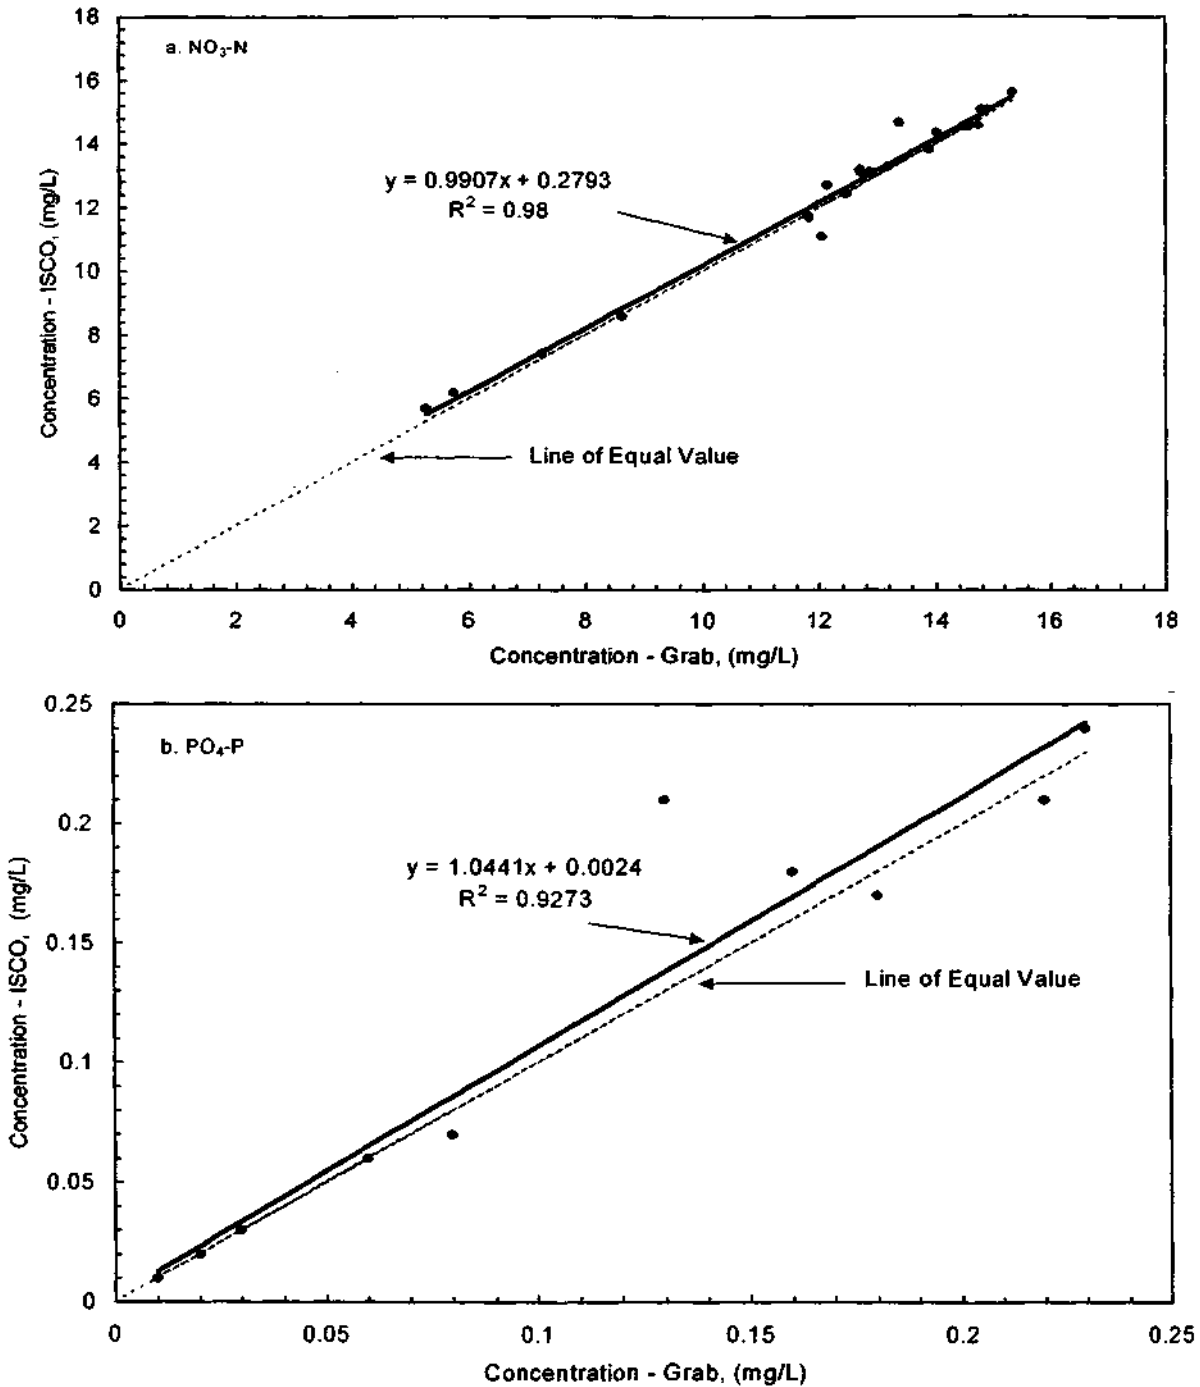 18
a. NO3-N
16
14
y = 0.9907x + 0.2793
R2 = 0.98
12
10
8
6
Line of Equal Value
4
2
0
Concentration - ISCO, (mg/L)
0 2 4 6 8 10 12 14 16 18
Concentration - Grab, (mg/L)
0.25
b. PO4-P
0.2
y = 1.0441x + 0.0024
R2 = 0.9273
0.15
Line of Equal Value
0.1
0.05
0
Concentration - ISCO, (mg/L)
0 0.05 0.1 0.15 0.2 0.25
Concentration - Grab, (mg/L)